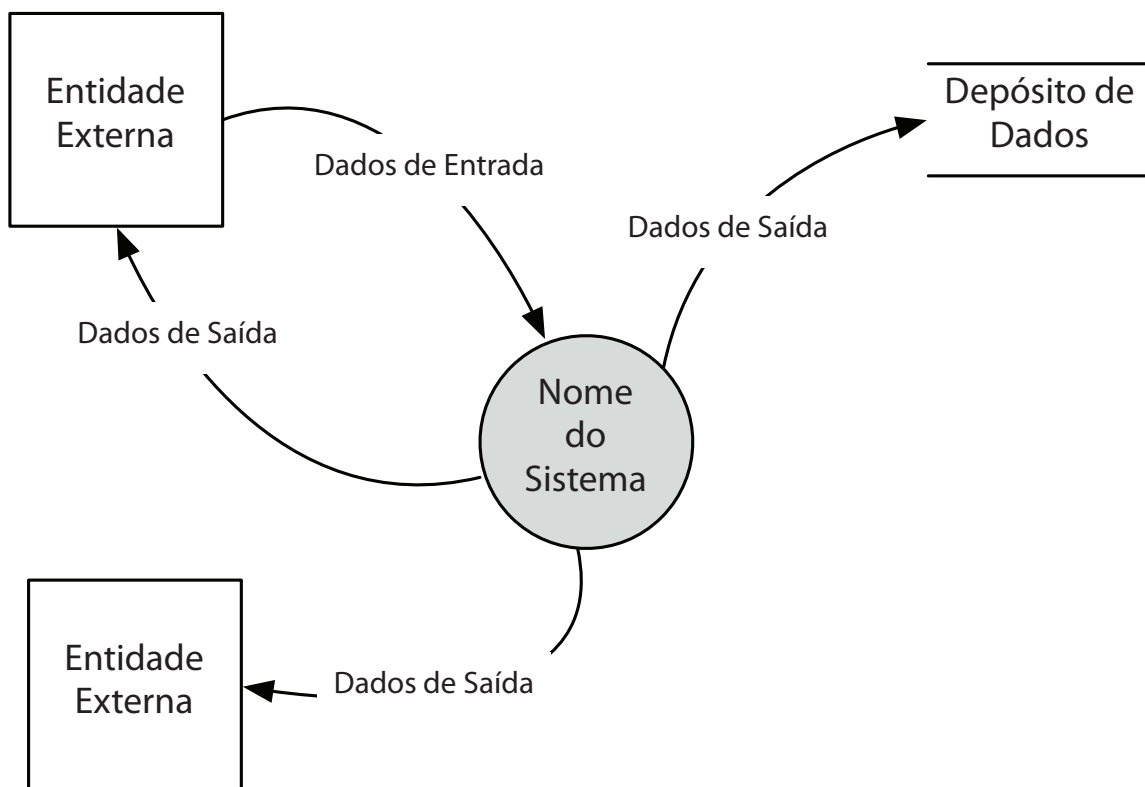 Entidade
Externa
Depósito de
Dados
Dados de Entrada
Dados de Saída
Dados de Saída
Nome
do
Sistema
Entidade
Externa
Dados de Saída